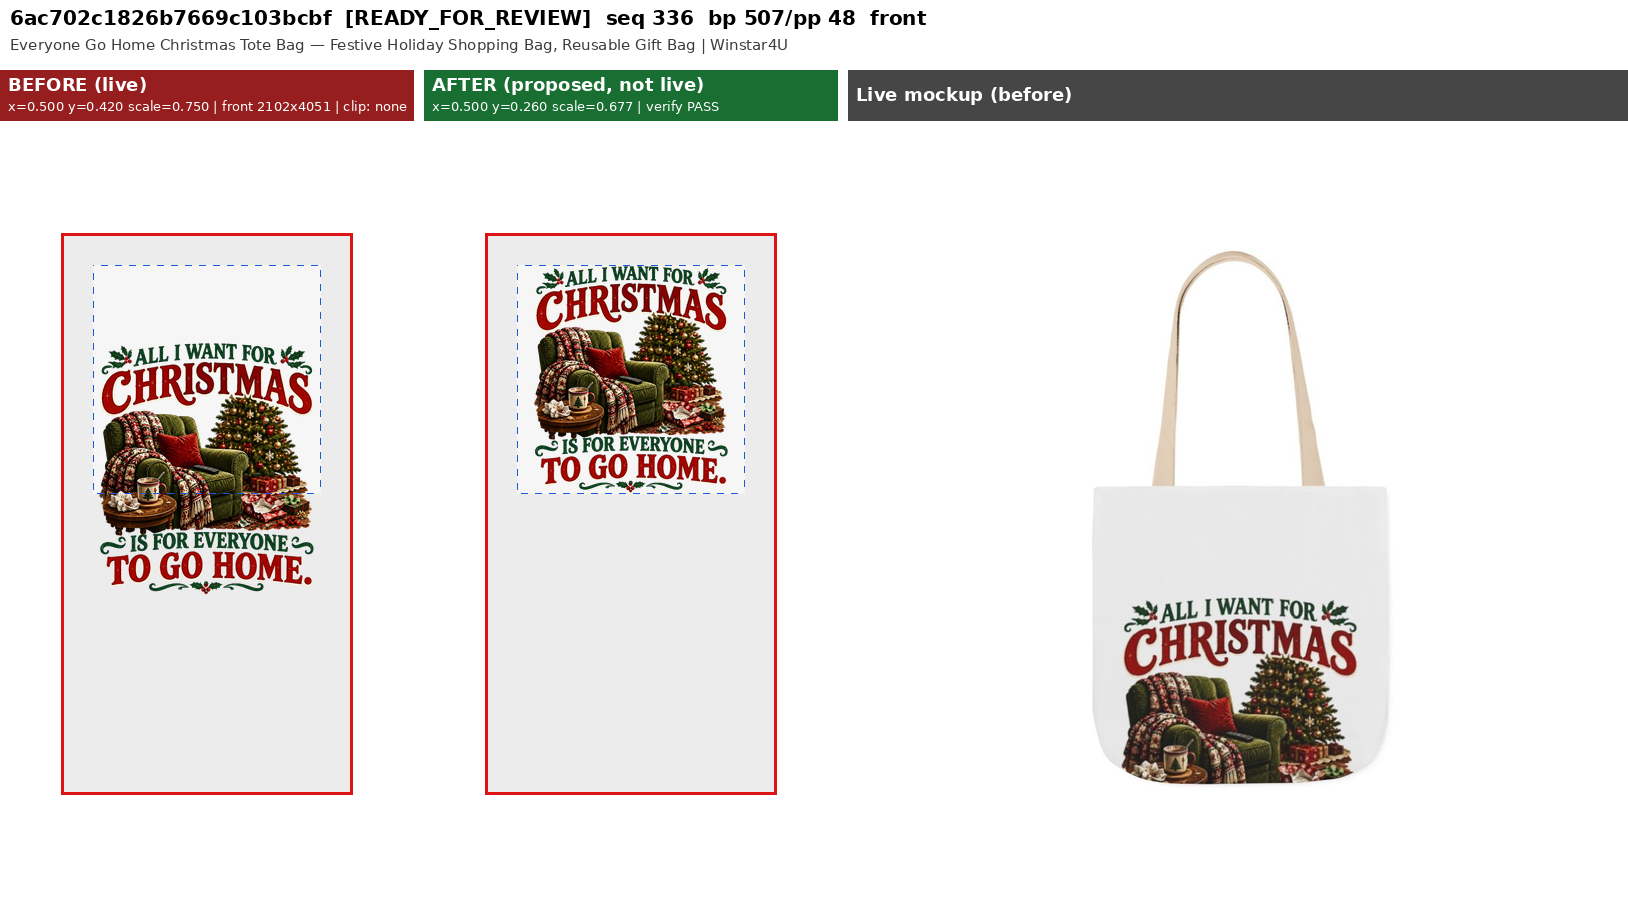 6ac702c1826b7669c103bcbf [READY_FOR_REVIEW] seq 336 bp 507/pp 48 front
Everyone Go Home Christmas Tote Bag — Festive Holiday Shopping Bag, Reusable Gift Bag | Winstar4U
BEFORE (live)
x=0.500 y=0.420 scale=0.750 | front 2102x4051 | clip: none
AFTER (proposed, not live)
x=0.500 y=0.260 scale=0.677 | verify PASS
Live mockup (before)
ALL I WANT FOR
CHRISTMAS
IS FOR EVERYONE
TO GO HOME.
ALL I WANT FOR
CHRISTMAS
IS FOR EVERYONE
TO GO HOME.
ALL I WANT FOR
CHRISTMAS